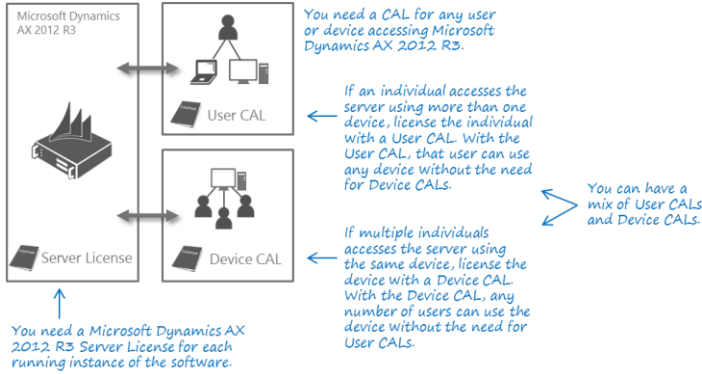 Microsoft Dynamics
AX 2012 R3
Server License
User CAL
Device CAL
You need a CAL for any user
or device accessing Microsoft
Dynamics AX 2012 R3.
If an individual accesses the
server using more than one
device, license the individual
with a User CAL. With the
User CAL, that user can use
any device without the need
for Device CALs.
You can have a
mix of User CALs
and Device CALs.
If multiple individuals
accesses the server using
the same device, license the
device with a Device CAL.
With the Device CAL, any
number of users can use the
device without the need for
User CALs.
You need a Microsoft Dynamics AX
2012 R3 Server License for each
running instance of the software.